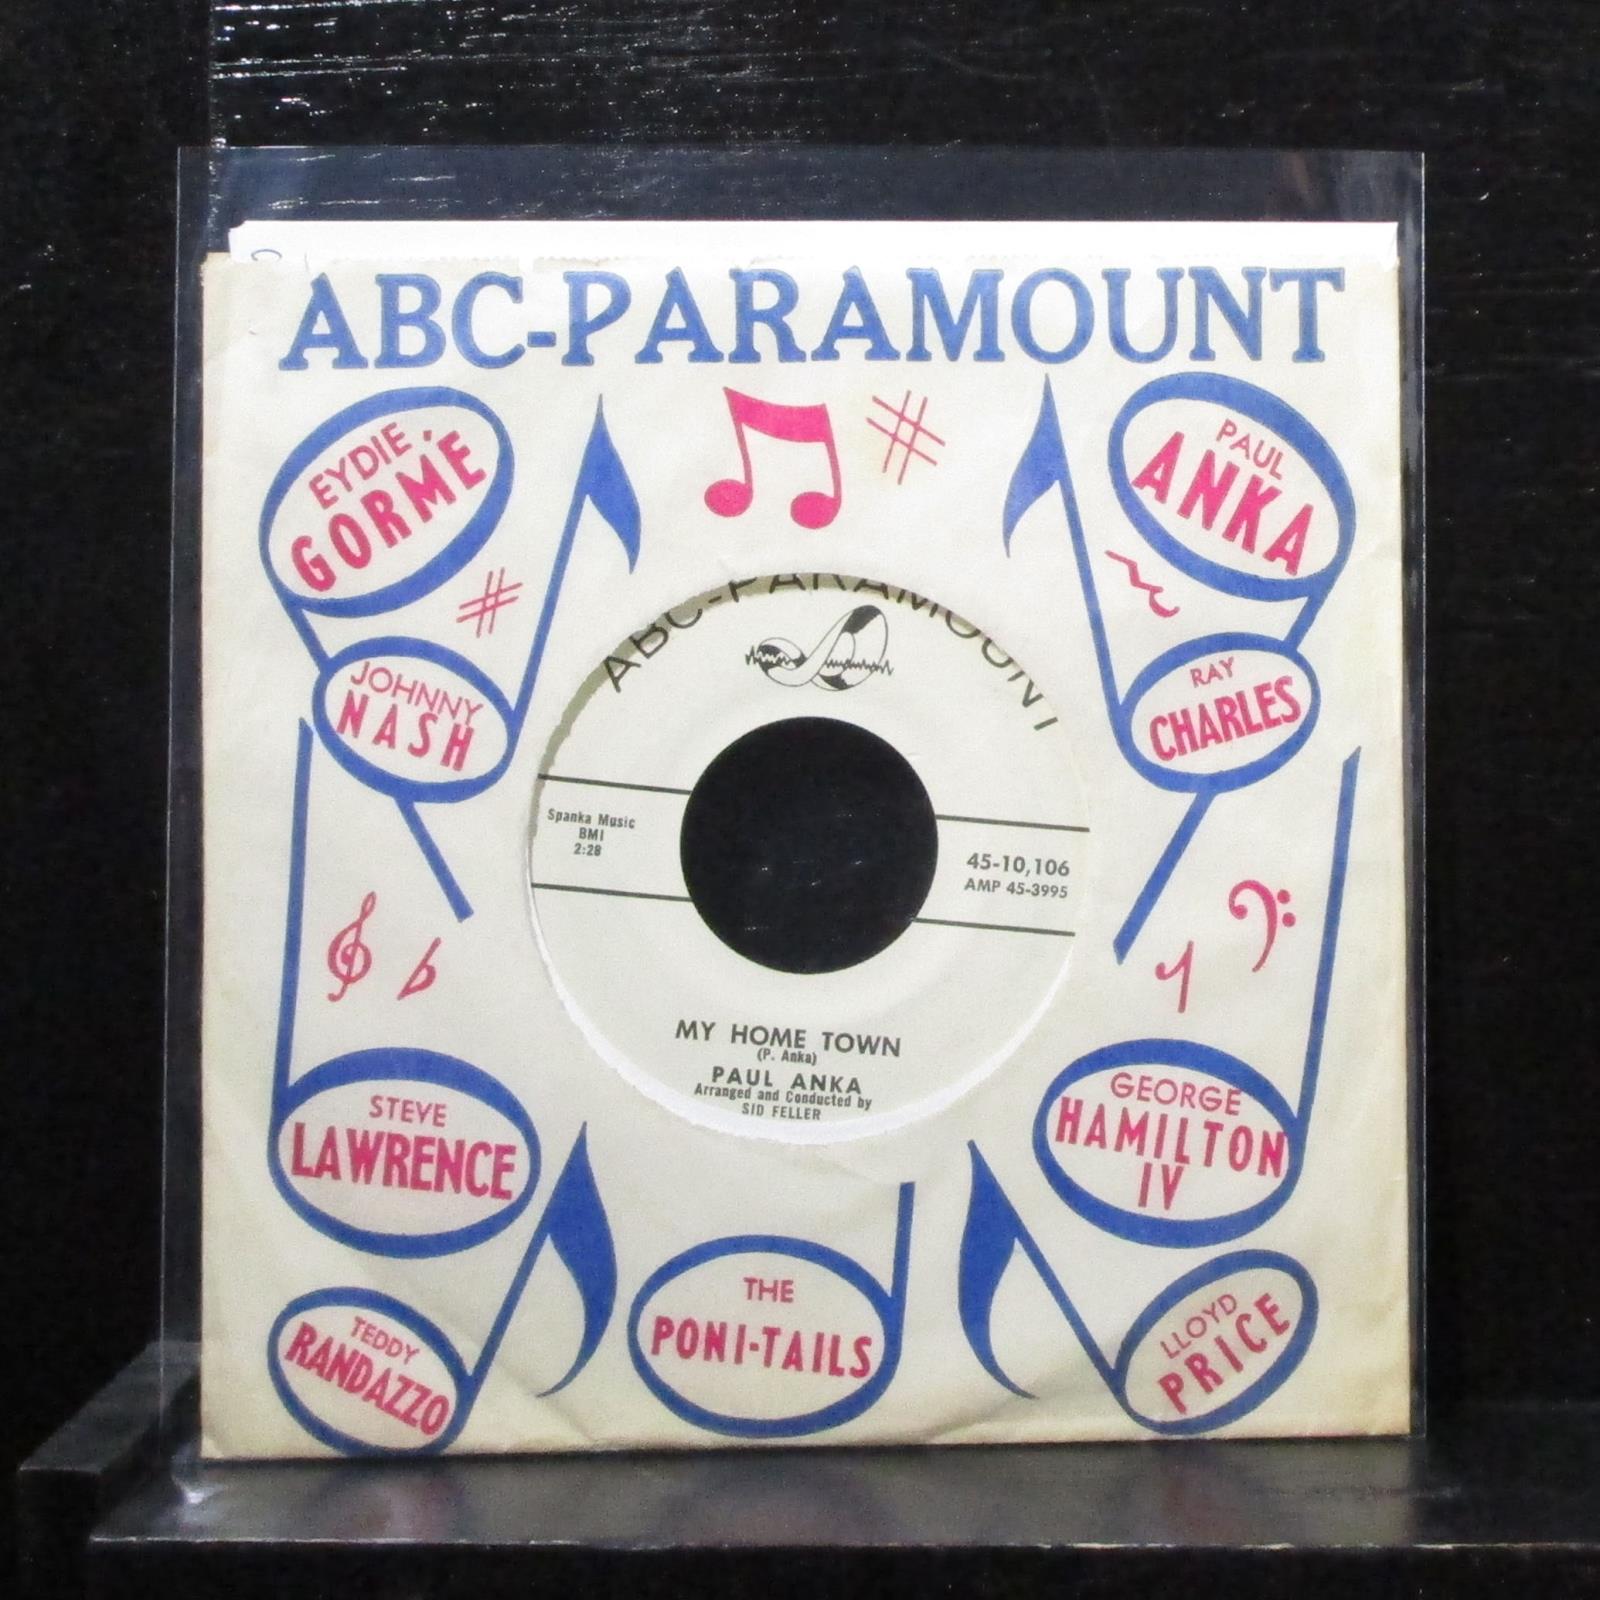 ABC-PARAMOUNT
EYDIE
GORMÉ
PAUL
ANKA
JOHNNY
NASH
RAY
CHARLES
ABC-PARAMOUNT
Spanka Music
BMI
2:28
45-10,106
AMP 45-3995
MY HOME TOWN
(P. Anka)
PAUL ANKA
Arranged and Conducted by
SID FELLER
STEVE
LAWRENCE
GEORGE
HAMILTON
IV
TEDDY
RANDAZZO
THE
PONI-TAILS
LLOYD
PRICE